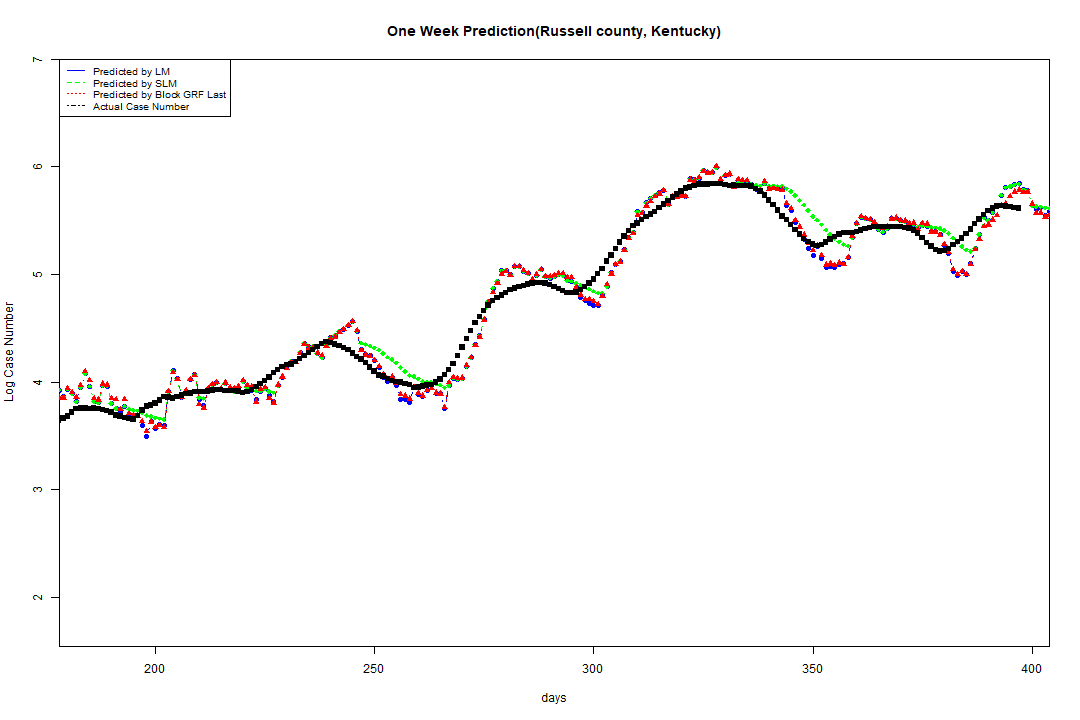 One Week Prediction(Russell county, Kentucky)
Predicted by LM
Predicted by SLM
Predicted by Block GRF Last
Actual Case Number
7
6
5
4
3
2
Log Case Number
200 250 300 350 400
days